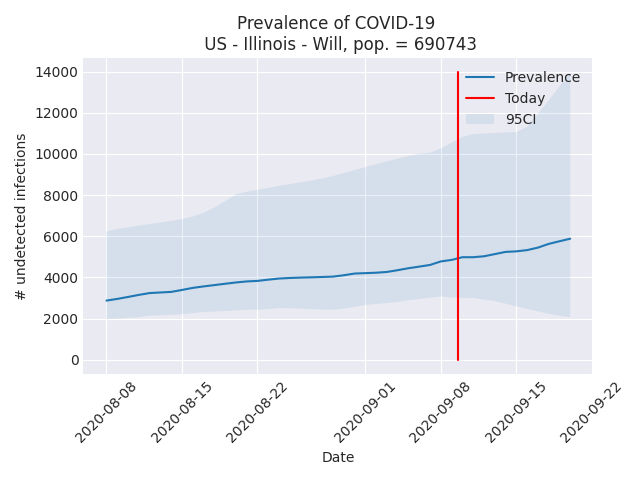 Prevalence of COVID-19
US - Illinois - Will, pop. = 690743
Prevalence
Today
95CI
14000
12000
10000
8000
6000
4000
2000
0
# undetected infections
2020-08-08
2020-08-15
2020-08-22
2020-09-01
2020-09-08
2020-09-15
2020-09-22
Date